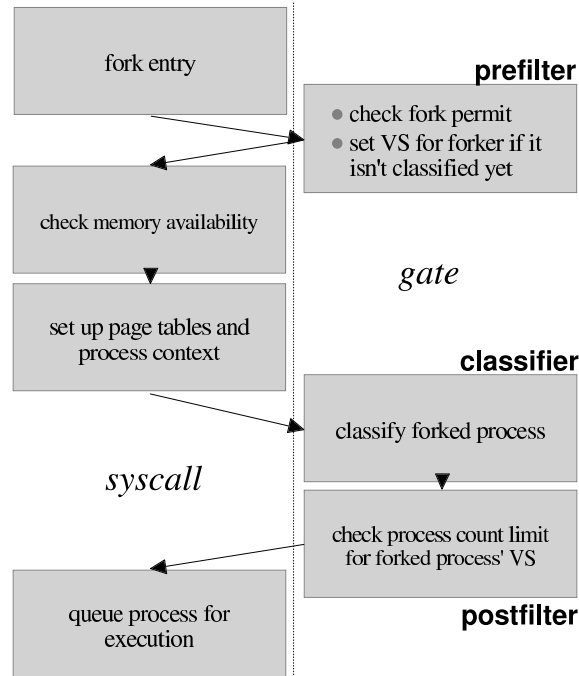 fork entry
prefilter
check fork permit
set VS for forker if it
isn't classified yet
check memory availability
gate
set up page tables and
process context
classifier
classify forked process
syscall
check process count limit
for forked process' VS
queue process for
execution
postfilter